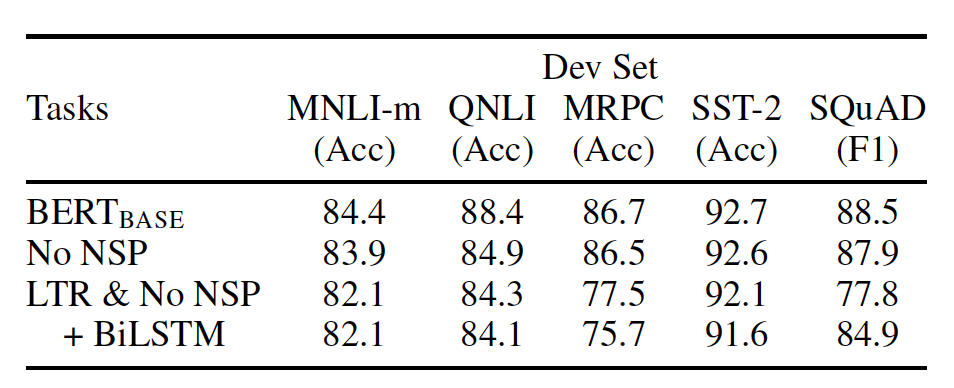 Dev Set
Tasks MNLI-m QNLI MRPC SST-2 SQuAD
(Acc) (Acc) (Acc) (Acc) (F1)
BERTBASE 84.4 88.4 86.7 92.7 88.5
No NSP 83.9 84.9 86.5 92.6 87.9
LTR & No NSP 82.1 84.3 77.5 92.1 77.8
+ BiLSTM 82.1 84.1 75.7 91.6 84.9